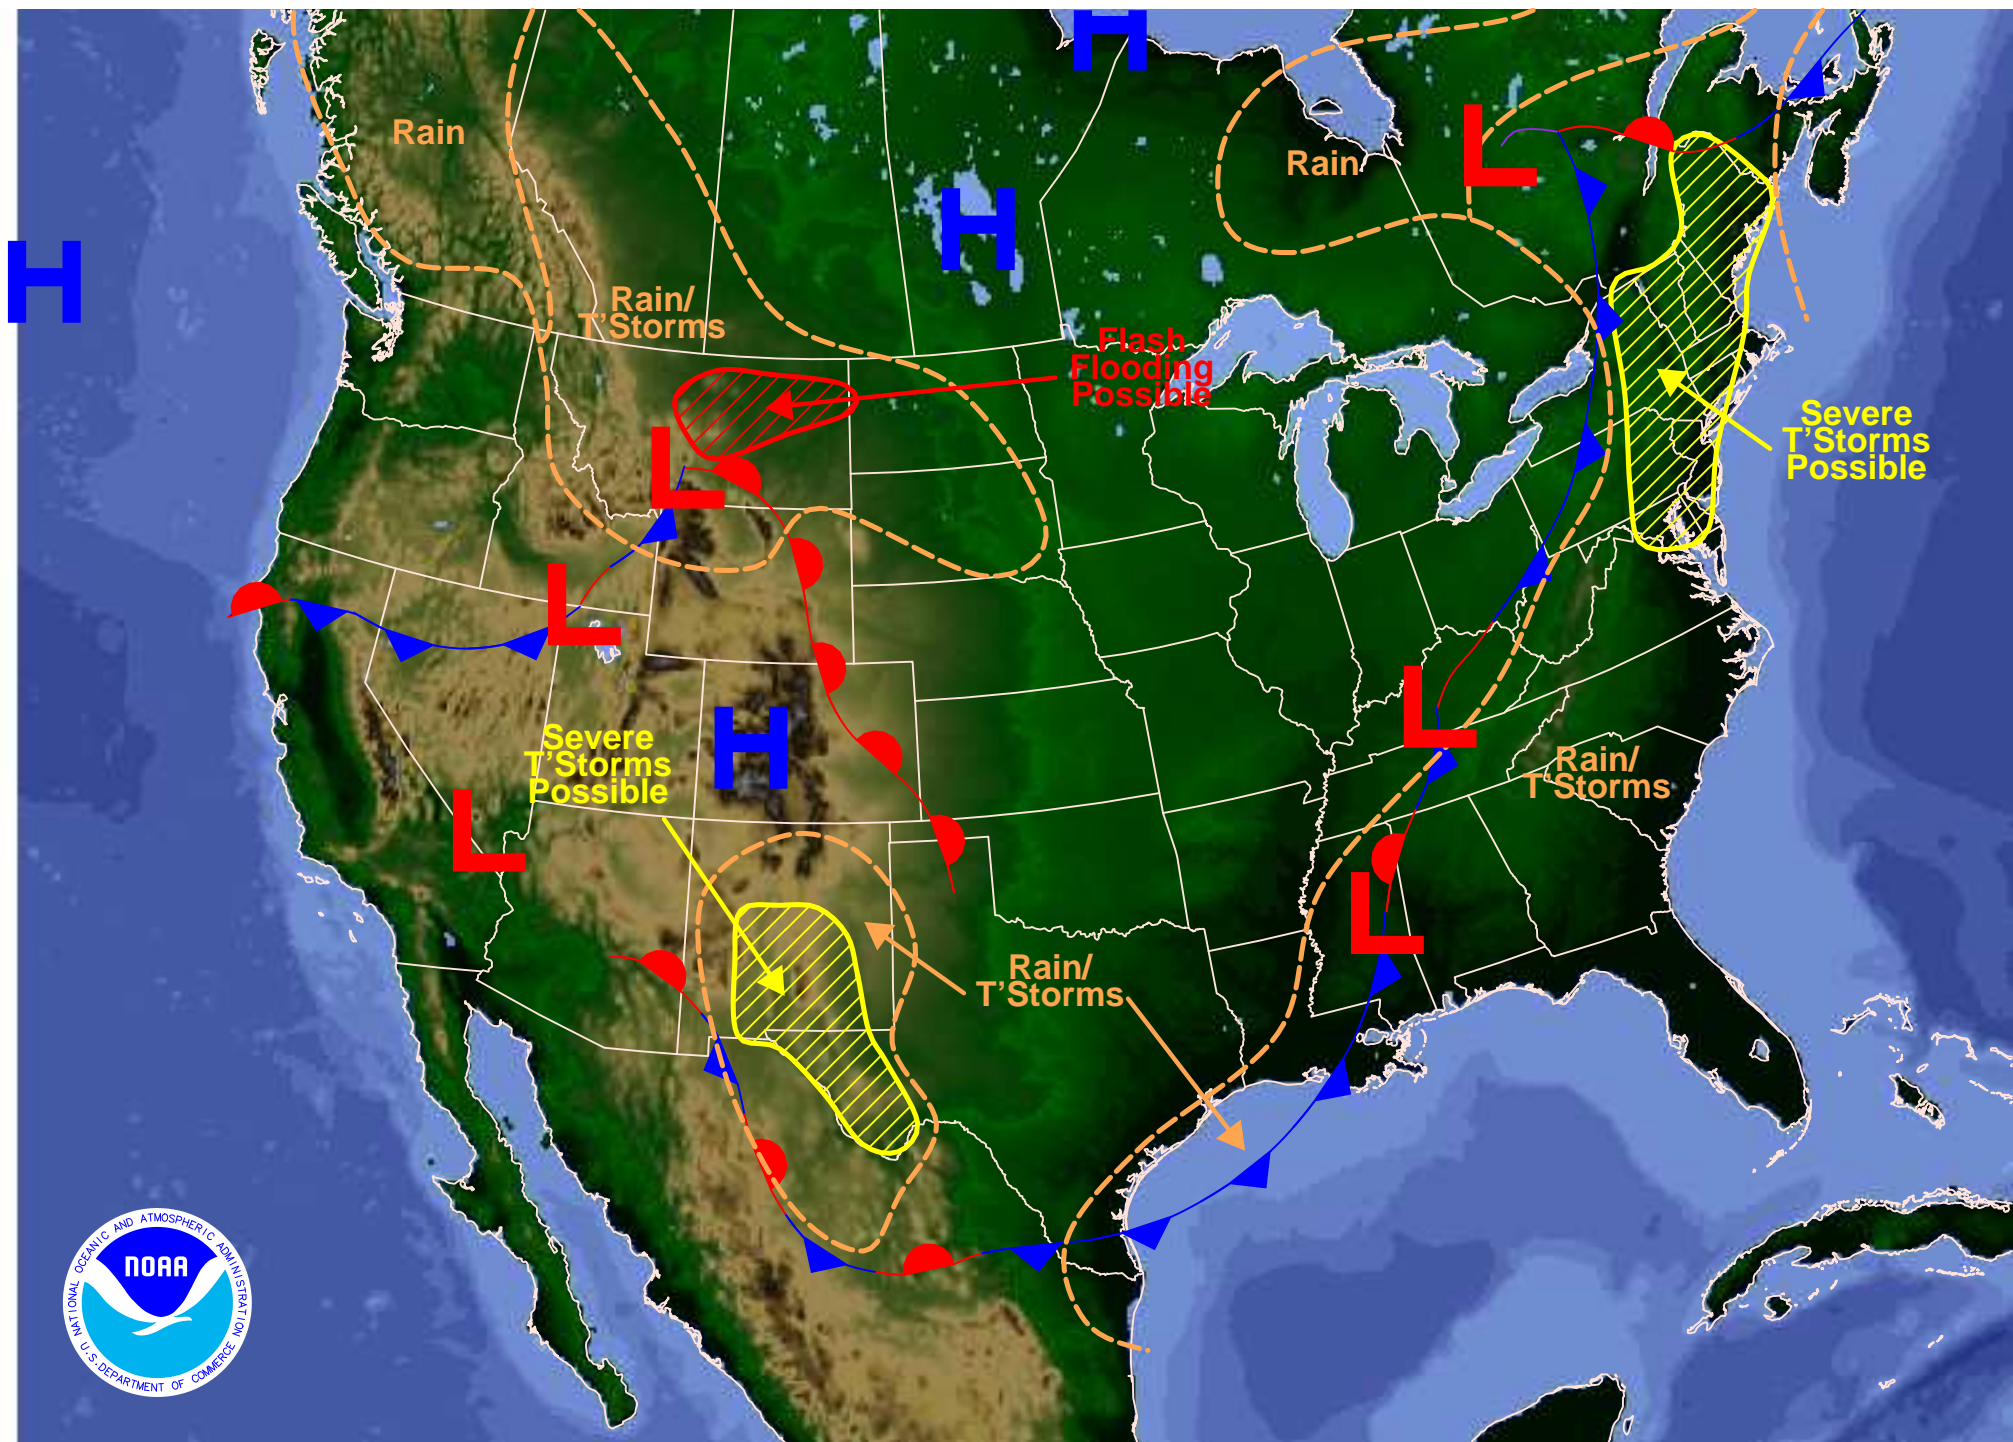 H
Rain
Rain
L
H
H
Rain/
T'Storms
Flash
Flooding
Possible
Severe
T'Storms
Possible
L
L
L
Severe
T'Storms
Possible
H
Rain/
T'Storms
L
L
Rain/
T'Storms
NATIONAL OCEANIC AND ATMOSPHERIC ADMINISTRATION
NOAA
U.S. DEPARTMENT OF COMMERCE